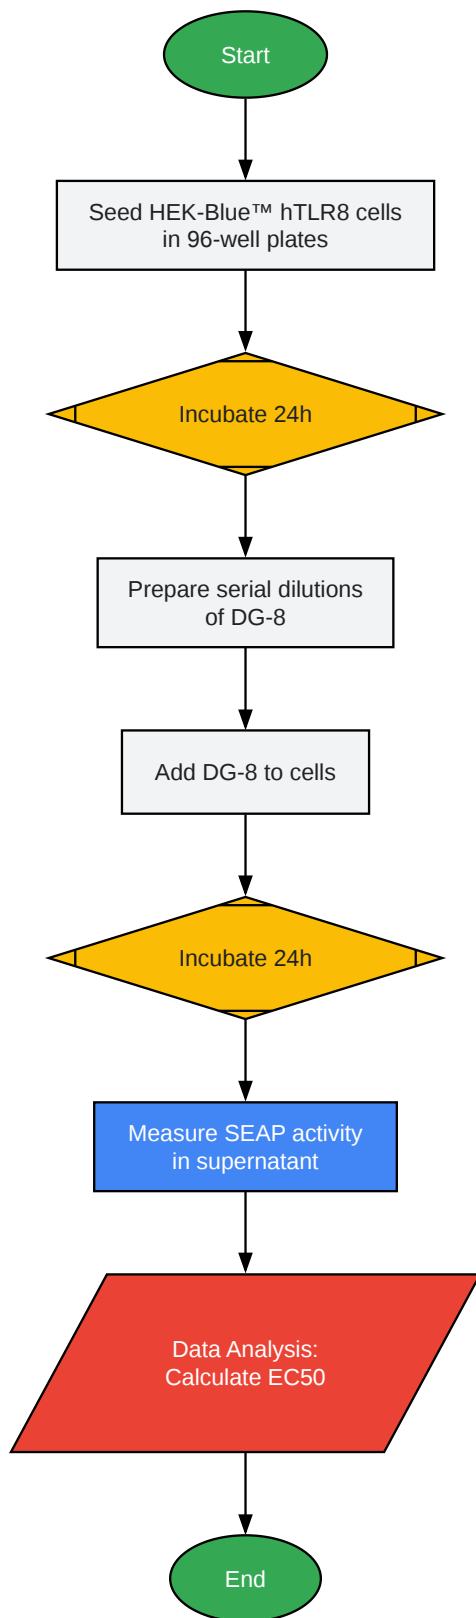 Start
Seed HEK-Blue™ hTLR8 cells
in 96-well plates
Incubate 24h
Prepare serial dilutions
of DG-8
Add DG-8 to cells
Incubate 24h
Measure SEAP activity
in supernatant
Data Analysis:
Calculate EC50
End